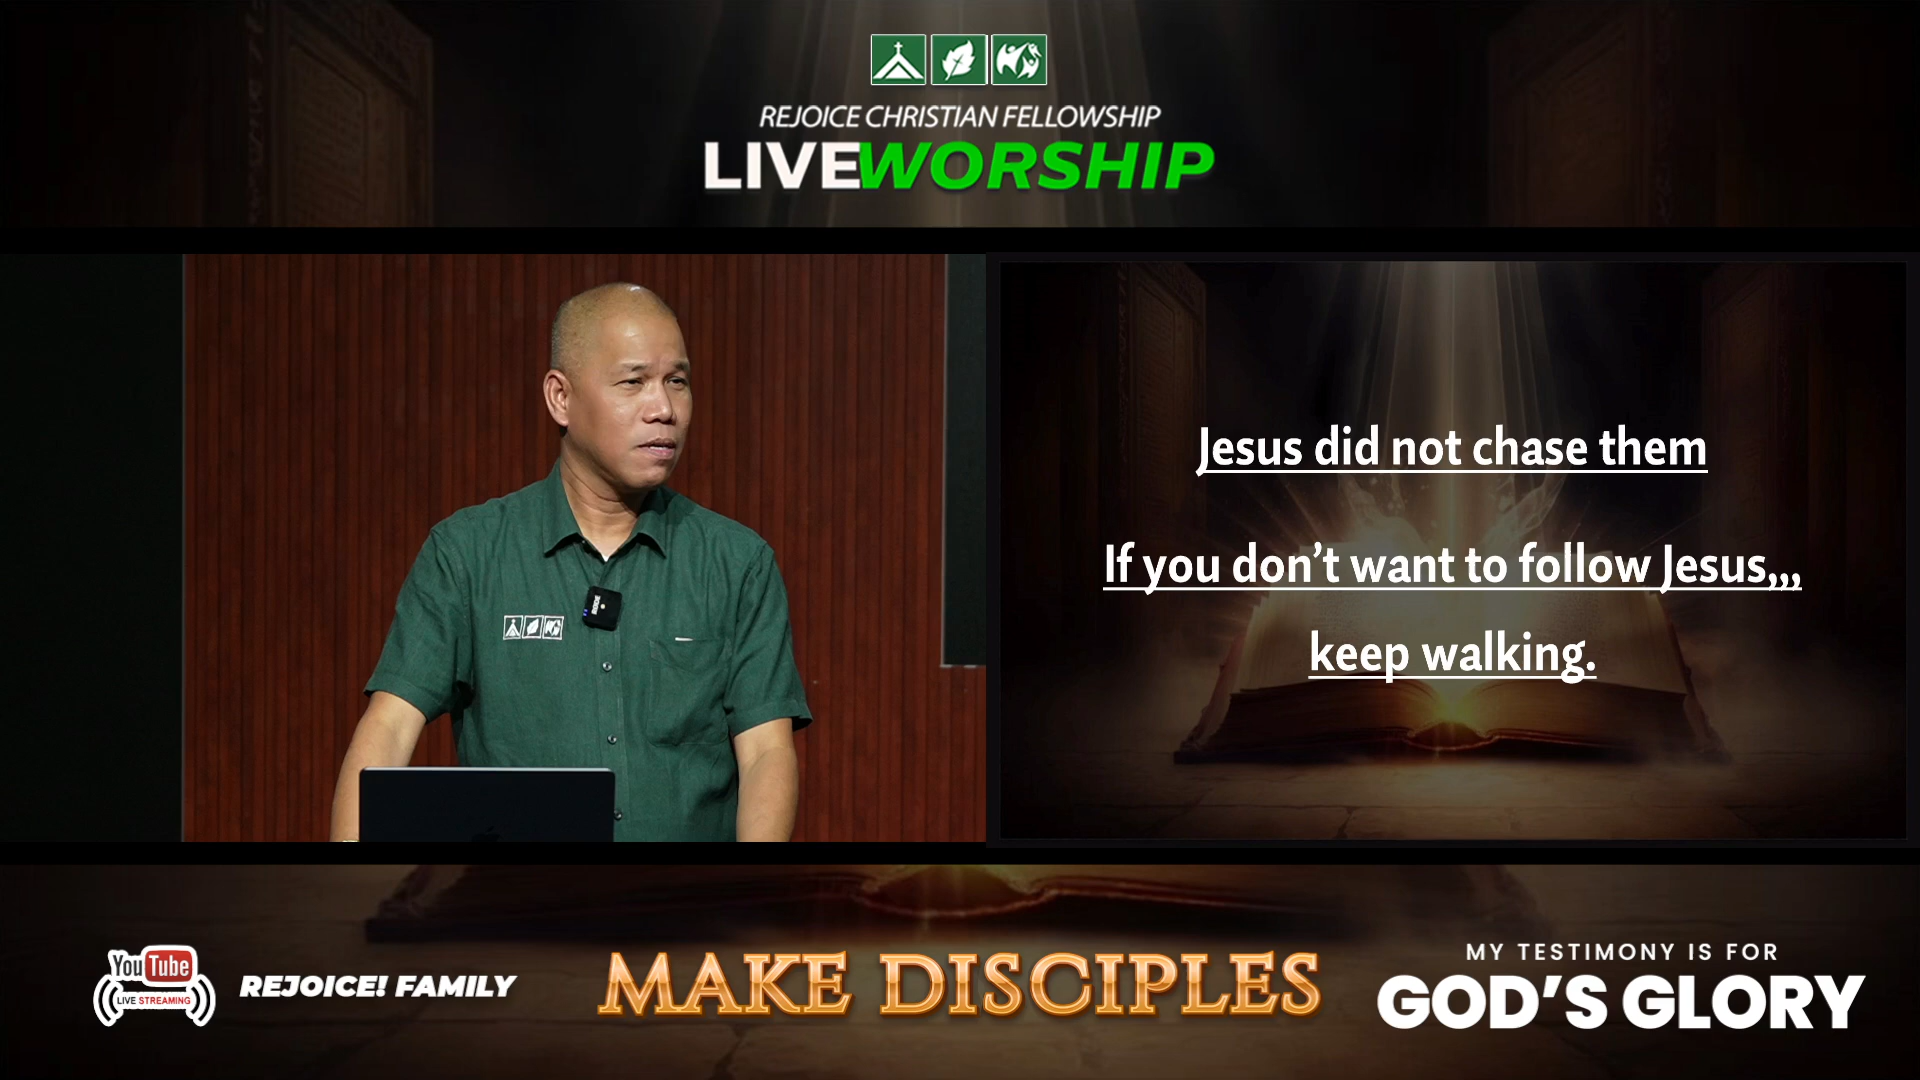 REJOICE CHRISTIAN FELLOWSHIP
LIVEWORSHIP
RODE
Jesus did not chase them
If you don’t want to follow Jesus,,,
keep walking.
YouTube
LIVE STREAMING
REJOICE! FAMILY
MAKE DISCIPLES
MY TESTIMONY IS FOR
GOD’S GLORY